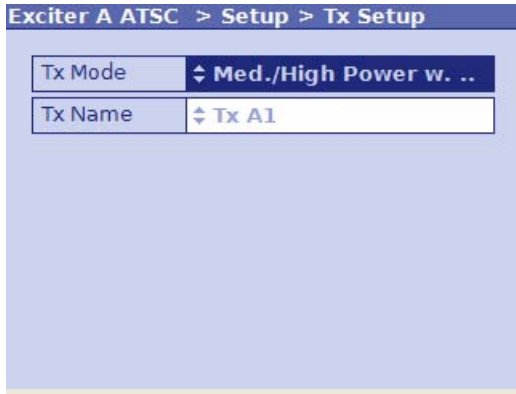 Exciter A ATSC > Setup > Tx Setup
Tx Mode Med./High Power w. ..
Tx Name Tx A1